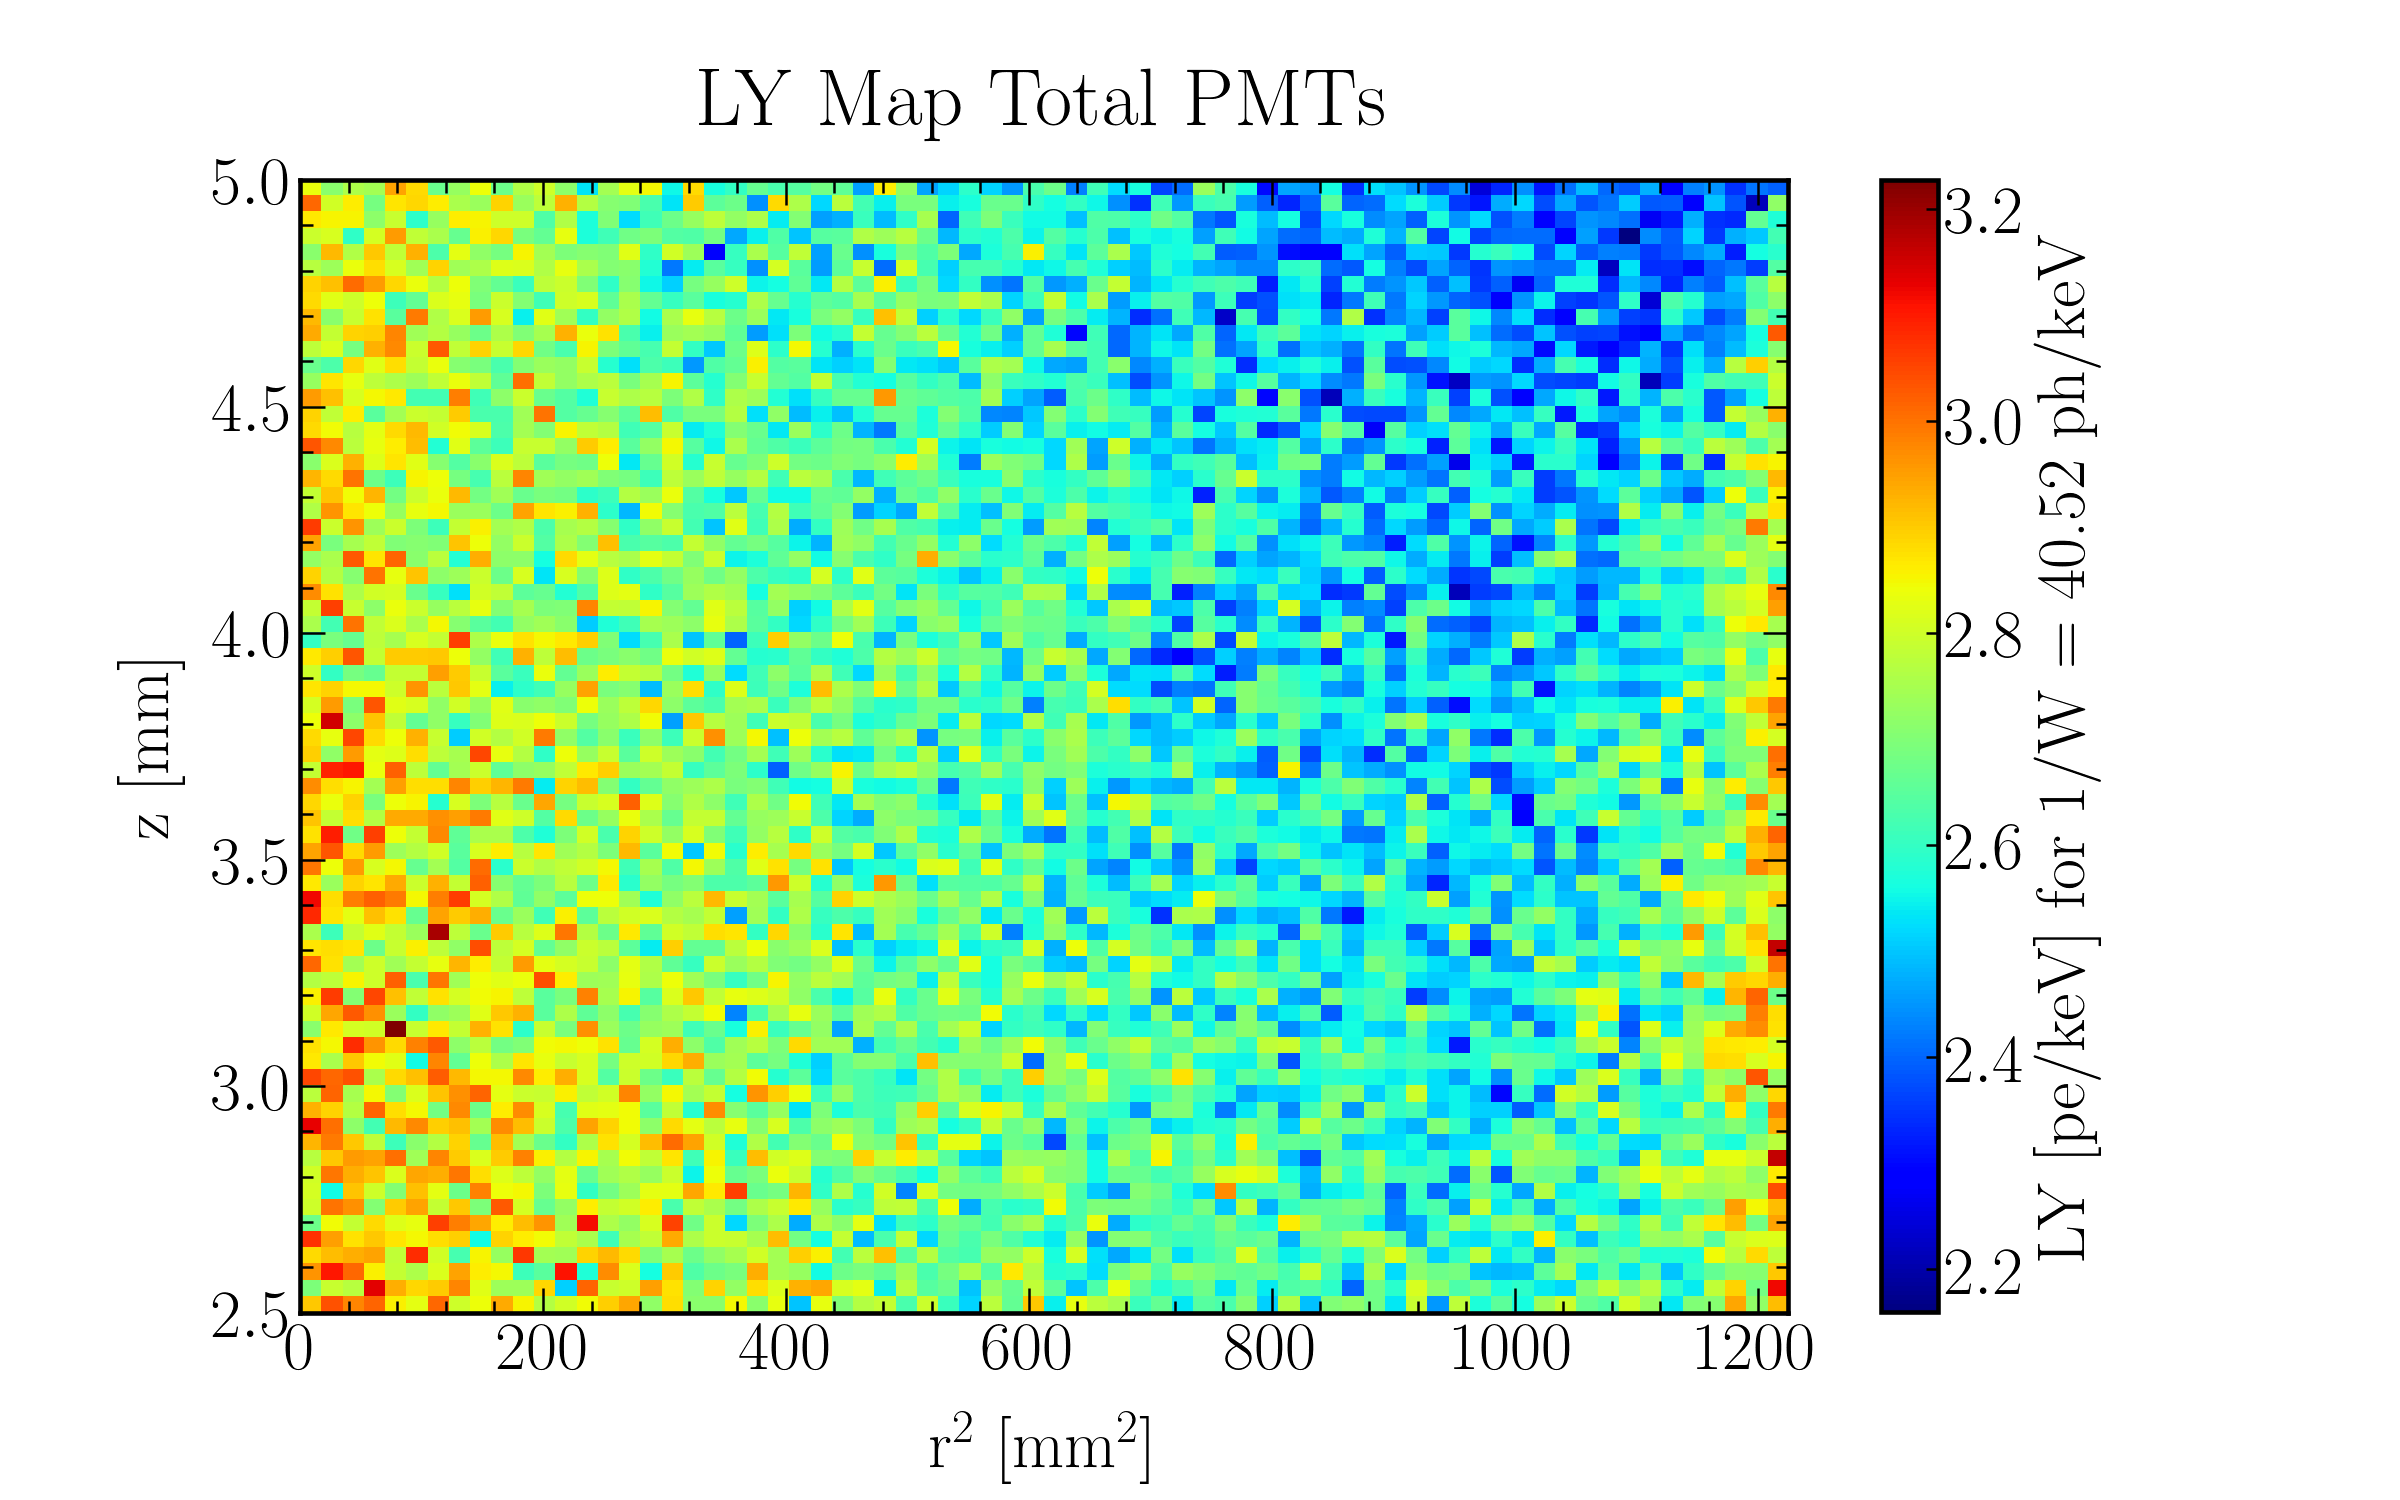 LY Map Total PMTs
5.0
4.5
4.0
3.5
3.0
2.5
z [mm]
0 200 400 600 800 1000 1200
r² [mm²]
3.2
3.0
2.8
2.6
2.4
2.2
LY [pe/keV] for 1/W = 40.52 ph/keV